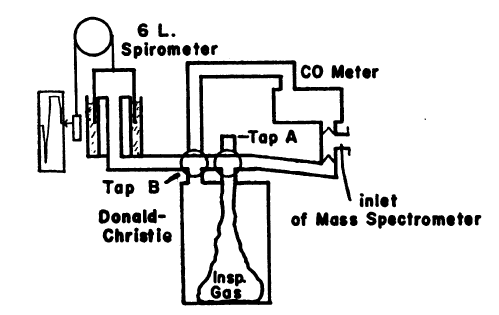 6 L.
Spirometer
CO Meter
Tap A
Tap B
inlet
of Mass Spectrometer
Donald-
Christie
Insp.
Gas